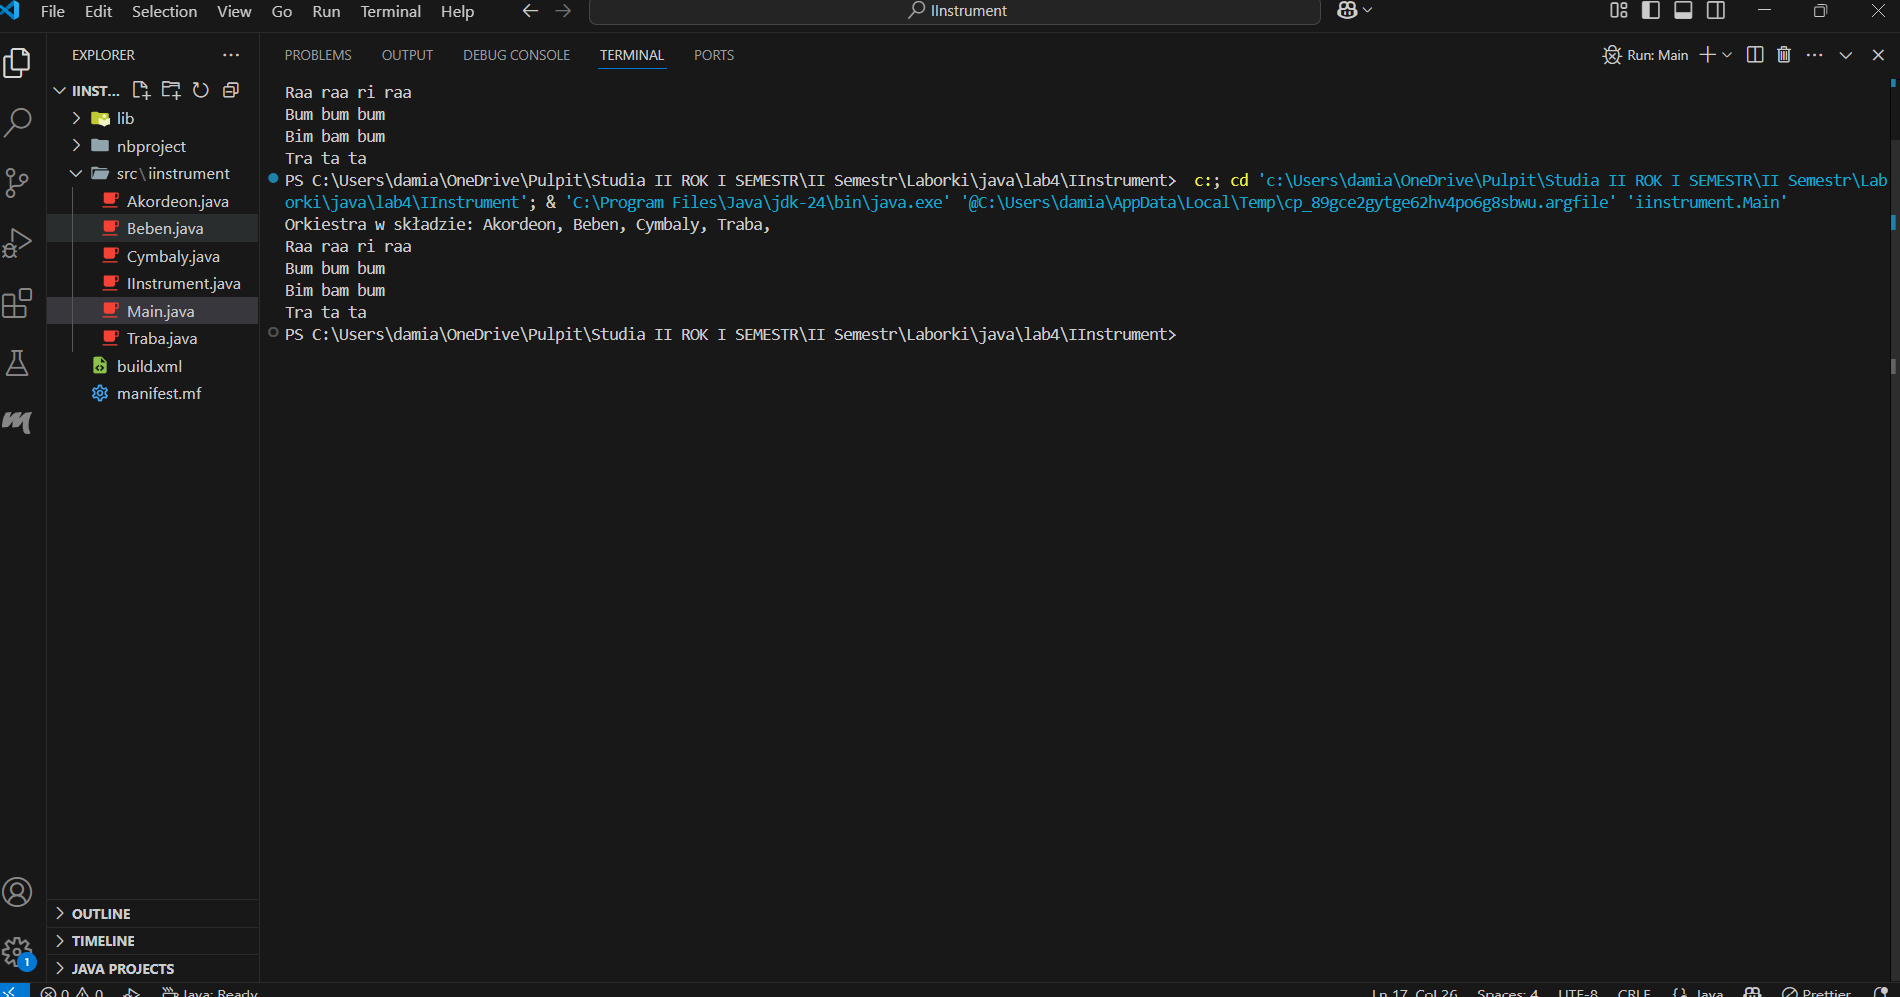 File Edit Selection View Go Run Terminal Help
IInstrument
EXPLORER
IINST...
lib
nbproject
src\iinstrument
Akordeon.java
Beben.java
Cymbaly.java
IInstrument.java
Main.java
Traba.java
build.xml
manifest.mf
OUTLINE
TIMELINE
JAVA PROJECTS
1
PROBLEMS OUTPUT DEBUG CONSOLE TERMINAL PORTS
Run: Main
Raa raa ri raa
Bum bum bum
Bim bam bum
Tra ta ta
PS C:\Users\damia\OneDrive\Pulpit\Studia II ROK I SEMESTR\II Semestr\Laborki\java\lab4\IInstrument>  c:; cd 'c:\Users\damia\OneDrive\Pulpit\Studia II ROK I SEMESTR\II Semestr\Lab
orki\java\lab4\IInstrument'; & 'C:\Program Files\Java\jdk-24\bin\java.exe' '@C:\Users\damia\AppData\Local\Temp\cp_89gce2gytge62hv4po6g8sbwu.argfile' 'iinstrument.Main'
Orkiestra w składzie: Akordeon, Beben, Cymbaly, Traba,
Raa raa ri raa
Bum bum bum
Bim bam bum
Tra ta ta
PS C:\Users\damia\OneDrive\Pulpit\Studia II ROK I SEMESTR\II Semestr\Laborki\java\lab4\IInstrument>
0 0 Java: Ready Ln 17, Col 26 Spaces: 4 UTF-8 CRLF {} Java Prettier